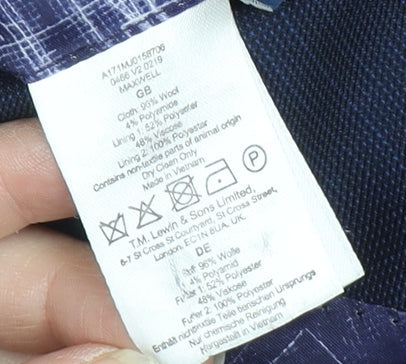 A171MJ0158706
0466 V2 0219
MAXWELL
GB
Cloth: 96% Wool
4% Polyamide
Lining 1: 52% Polyester
48% Viscose
Lining 2: 100% Polyester
Contains non-textile parts of animal origin
Dry Clean Only
Made in Vietnam
P
T.M. Lewin & Sons Limited,
6-7 St Cross Courtyard, St Cross Street,
London, EC1N 8UA, UK.
DE
Stoff: 96% Wolle
4% Polyamid
Futter 1: 52% Polyester
48% Viskose
Futter 2: 100% Polyester
Enthält nichttextile Teile tierischen Ursprungs
Nur chemische Reinigung
Hergestellt in Vietnam